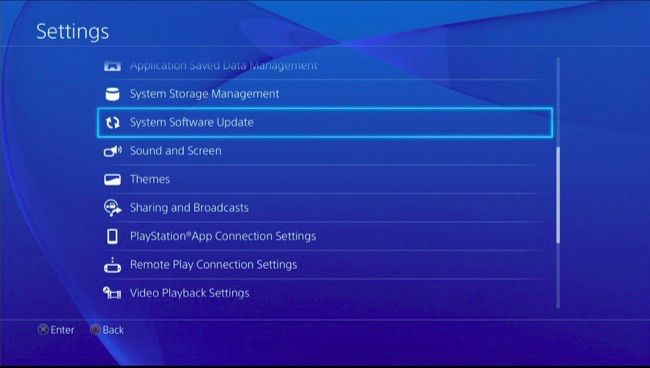 Settings
Application Saved Data Management
System Storage Management
System Software Update
Sound and Screen
Themes
Sharing and Broadcasts
PlayStation®App Connection Settings
Remote Play Connection Settings
Video Playback Settings
Enter Back